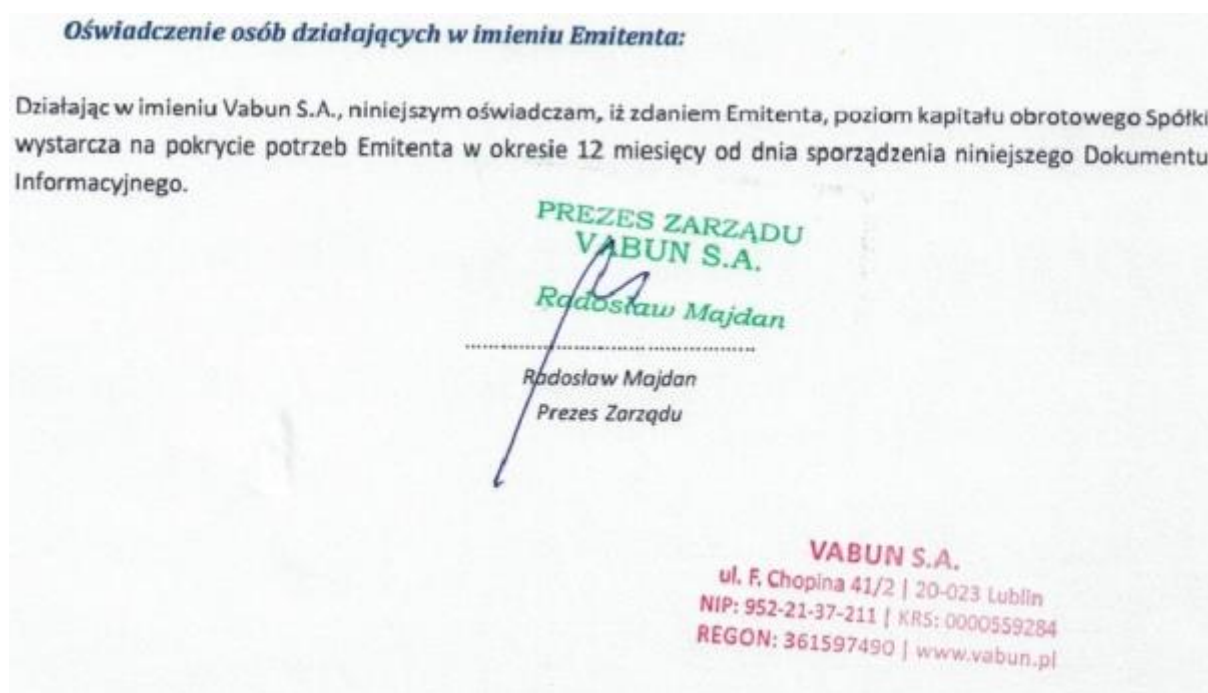 Oświadczenie osób działających w imieniu Emitenta:
Działając w imieniu Vabun S.A., niniejszym oświadczam, iż zdaniem Emitenta, poziom kapitału obrotowego Spółki
wystarcza na pokrycie potrzeb Emitenta w okresie 12 miesięcy od dnia sporządzenia niniejszego Dokumentu
Informacyjnego.
PREZES ZARZĄDU
VABUN S.A.
Radosław Majdan
Radosław Majdan
Prezes Zarządu
VABUN S.A.
ul. F. Chopina 41/2 | 20-023 Lublin
NIP: 952-21-37-211 | KRS: 0000559284
REGON: 361597490 | www.vabun.pl